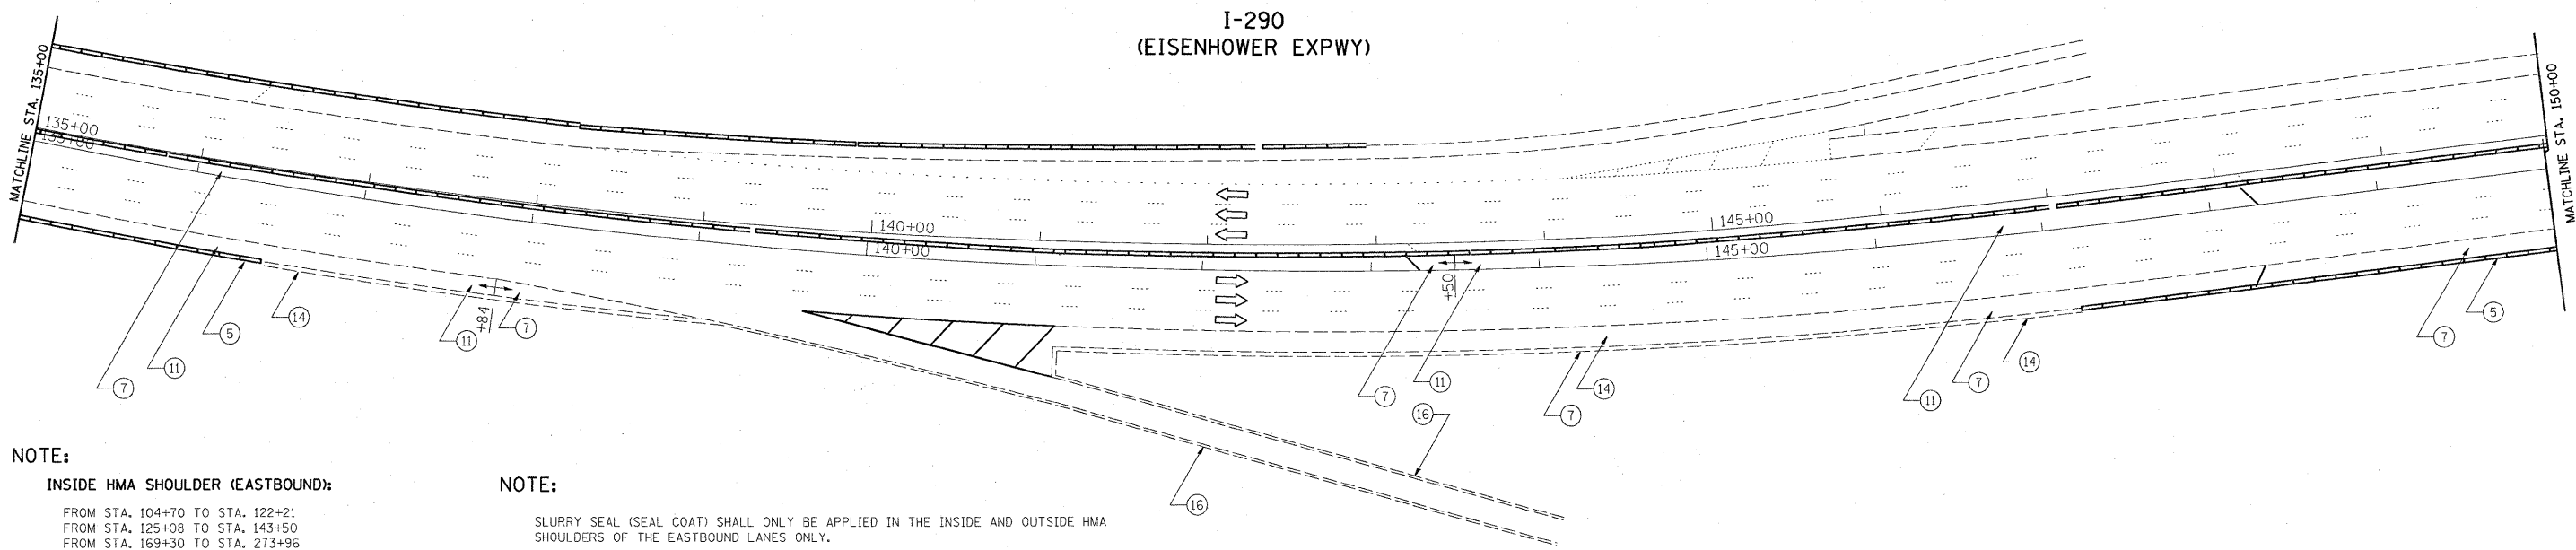 I-290
(EISENHOWER EXPWY)
MATCHLINE STA. 135+00
135+00
135+00
140+00
140+00
145+00
145+00
MATCHLINE STA. 150+00
+84
+50
7
11
5
14
11
7
16
7
11
16
7
14
11
7
14
7
5
NOTE:
INSIDE HMA SHOULDER (EASTBOUND):
FROM STA. 104+70 TO STA. 122+21
FROM STA. 125+08 TO STA. 143+50
FROM STA. 169+30 TO STA. 273+96
NOTE:
SLURRY SEAL (SEAL COAT) SHALL ONLY BE APPLIED IN THE INSIDE AND OUTSIDE HMA
SHOULDERS OF THE EASTBOUND LANES ONLY.